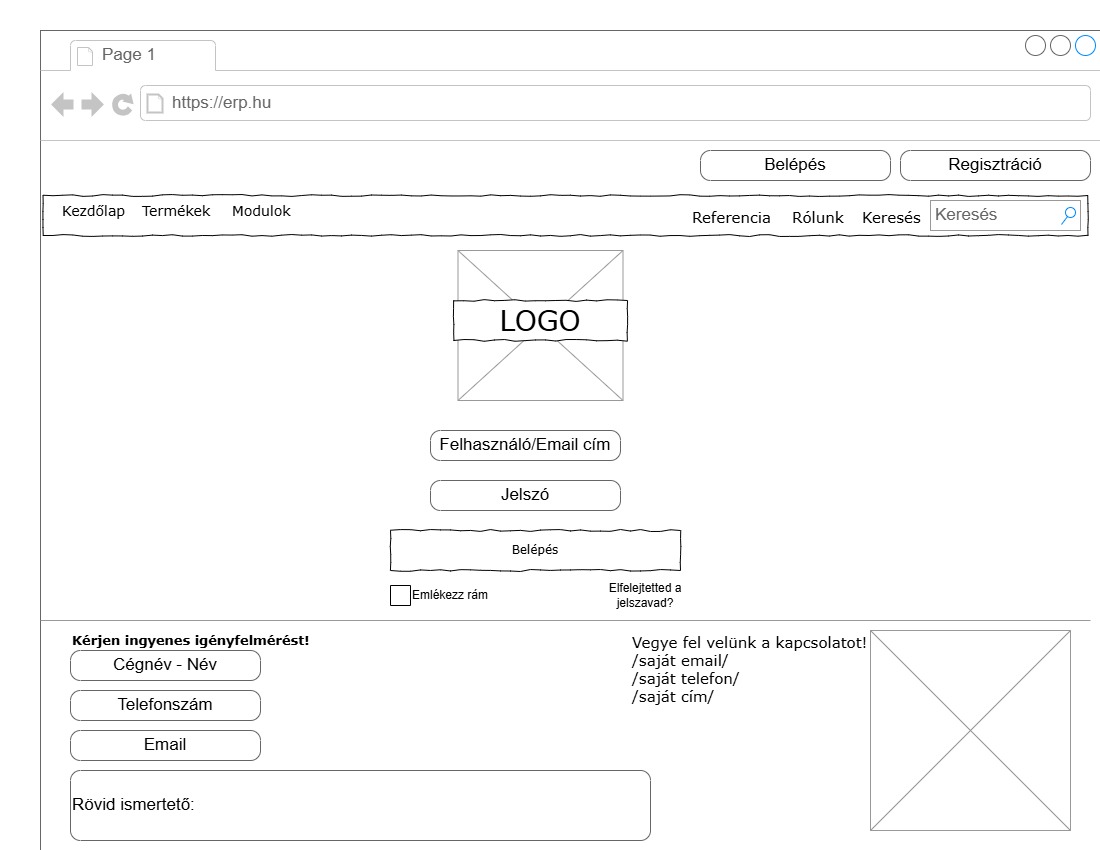 Page 1
https://erp.hu
Belépés
Regisztráció
Kezdőlap
Termékek
Modulok
Referencia
Rólunk
Keresés
Keresés
LOGO
Felhasználó/Email cím
Jelszó
Belépés
Emlékezz rám
Elfelejtetted a
jelszavad?
Kérjen ingyenes igényfelmérést!
Cégnév - Név
Telefonszám
Email
Rövid ismertető:
Vegye fel velünk a kapcsolatot!
/saját email/
/saját telefon/
/saját cím/